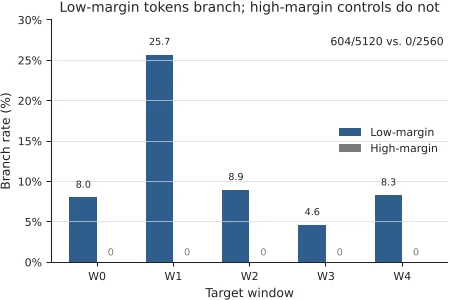 Low-margin tokens branch; high-margin controls do not
604/5120 vs. 0/2560
Branch rate (%)
30%
25%
20%
15%
10%
5%
0%
Low-margin
High-margin
8.0
0
25.7
0
8.9
0
4.6
0
8.3
0
W0
W1
W2
W3
W4
Target window